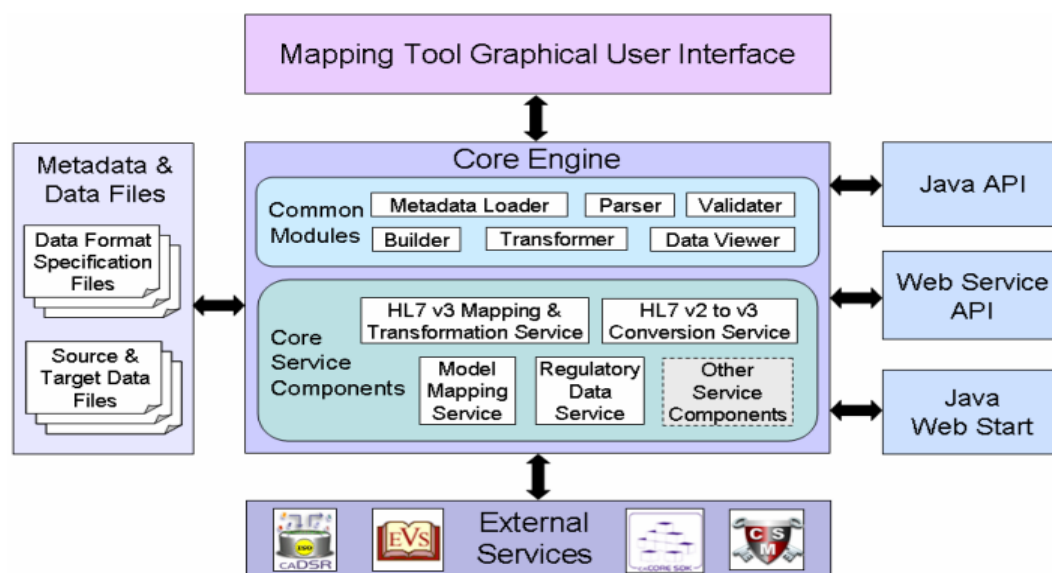 Mapping Tool Graphical User Interface
Metadata &
Data Files
Data Format
Specification
Files
Source &
Target Data
Files
Core Engine
Common
Modules
Metadata Loader
Parser
Validater
Builder
Transformer
Data Viewer
Core
Service
Components
HL7 v3 Mapping &
Transformation Service
HL7 v2 to v3
Conversion Service
Model
Mapping
Service
Regulatory
Data
Service
Other
Service
Components
Java API
Web Service
API
Java
Web Start
External
Services
ISO
caDSR
EVS
caCORE SDK
C S
M